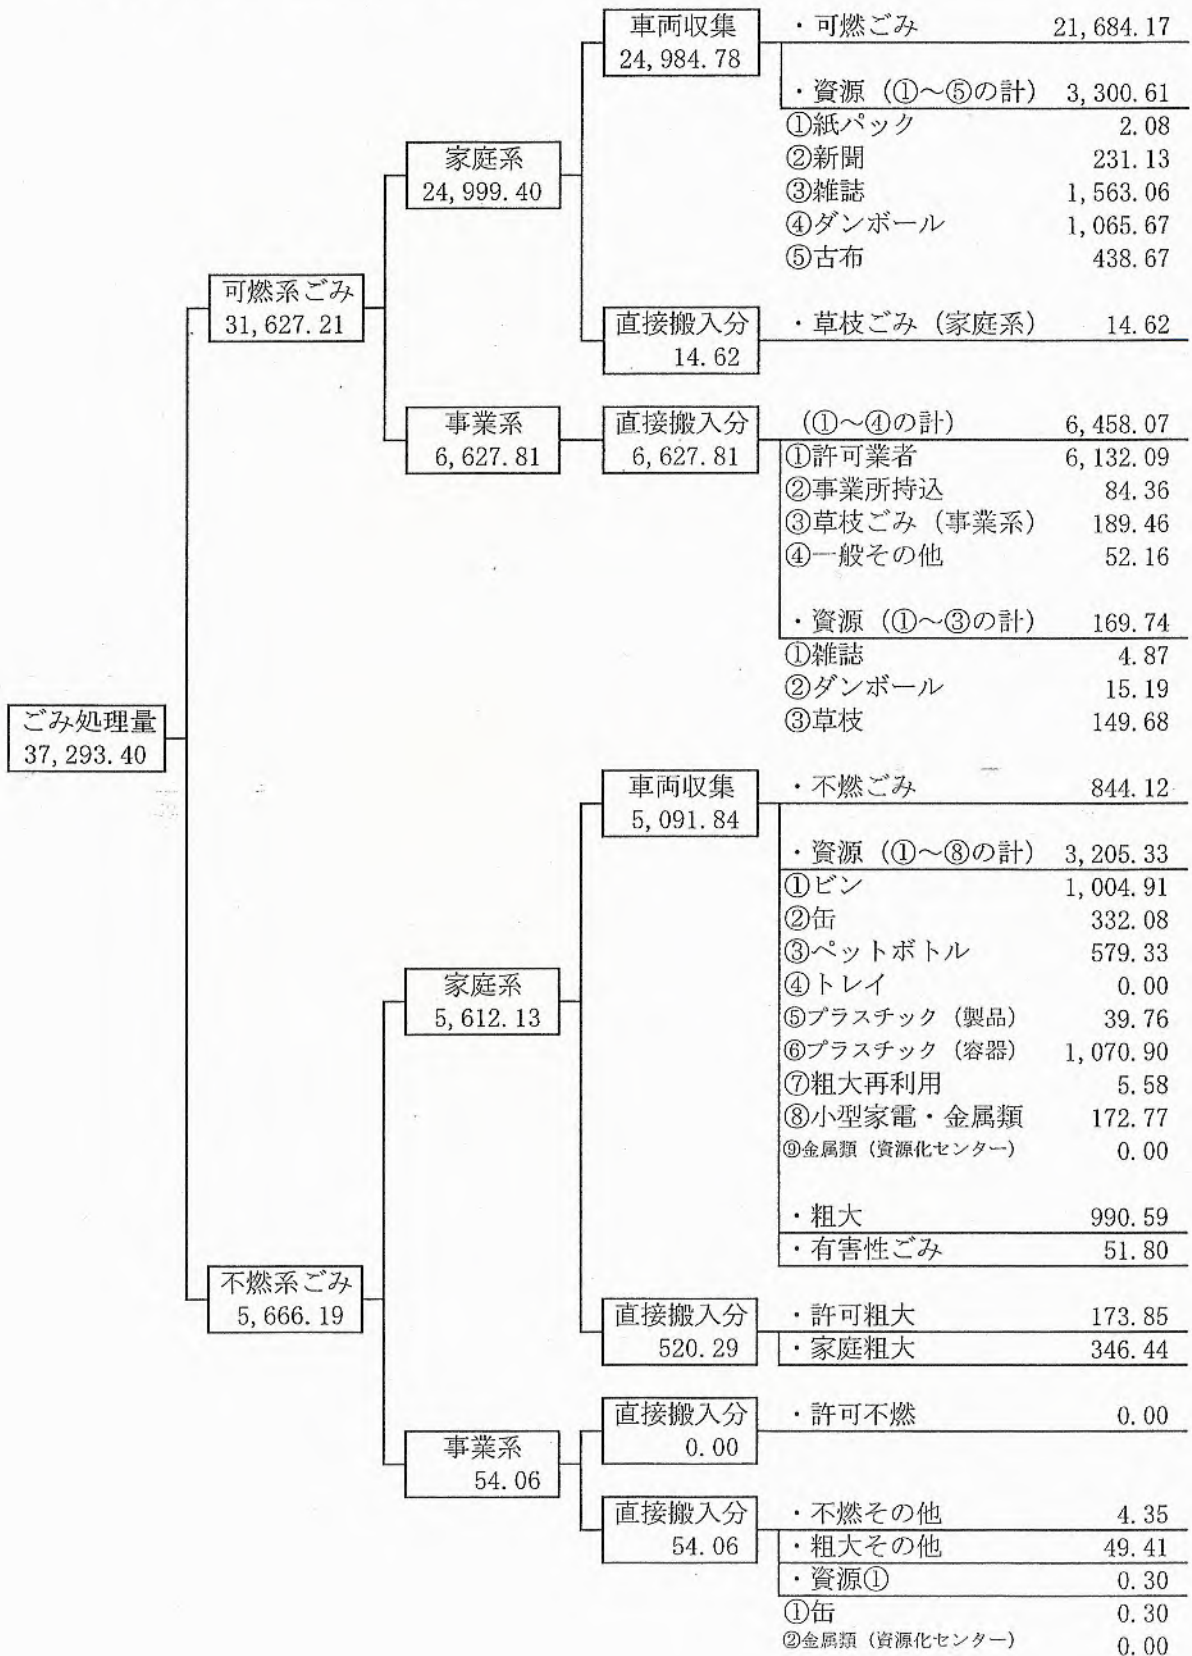 ごみ処理量
37,293.40
可燃系ごみ
31,627.21
家庭系
24,999.40
車両収集
24,984.78
・可燃ごみ 21,684.17
・資源（①～⑤の計） 3,300.61
①紙パック 2.08
②新聞 231.13
③雑誌 1,563.06
④ダンボール 1,065.67
⑤古布 438.67
直接搬入分
14.62
・草枝ごみ（家庭系） 14.62
事業系
6,627.81
直接搬入分
6,627.81
（①～④の計） 6,458.07
①許可業者 6,132.09
②事業所持込 84.36
③草枝ごみ（事業系） 189.46
④一般その他 52.16
・資源（①～③の計） 169.74
①雑誌 4.87
②ダンボール 15.19
③草枝 149.68
不燃系ごみ
5,666.19
家庭系
5,612.13
車両収集
5,091.84
・不燃ごみ 844.12
・資源（①～⑧の計） 3,205.33
①ビン 1,004.91
②缶 332.08
③ペットボトル 579.33
④トレイ 0.00
⑤プラスチック（製品） 39.76
⑥プラスチック（容器） 1,070.90
⑦粗大再利用 5.58
⑧小型家電・金属類 172.77
⑨金属類（資源化センター） 0.00
・粗大 990.59
・有害性ごみ 51.80
直接搬入分
520.29
・許可粗大 173.85
・家庭粗大 346.44
事業系
54.06
直接搬入分
0.00
・許可不燃 0.00
直接搬入分
54.06
・不燃その他 4.35
・粗大その他 49.41
・資源① 0.30
①缶 0.30
②金属類（資源化センター） 0.00